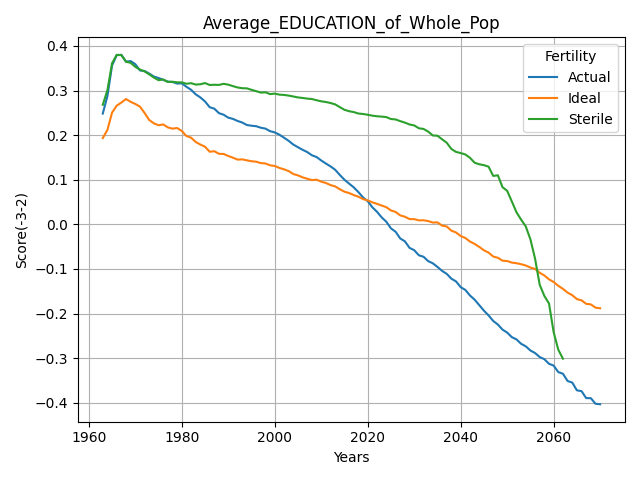 Average_EDUCATION_of_Whole_Pop
Fertility
Actual
Ideal
Sterile
Score(-3-2)
0.4
0.3
0.2
0.1
0.0
−0.1
−0.2
−0.3
−0.4
1960 1980 2000 2020 2040 2060
Years